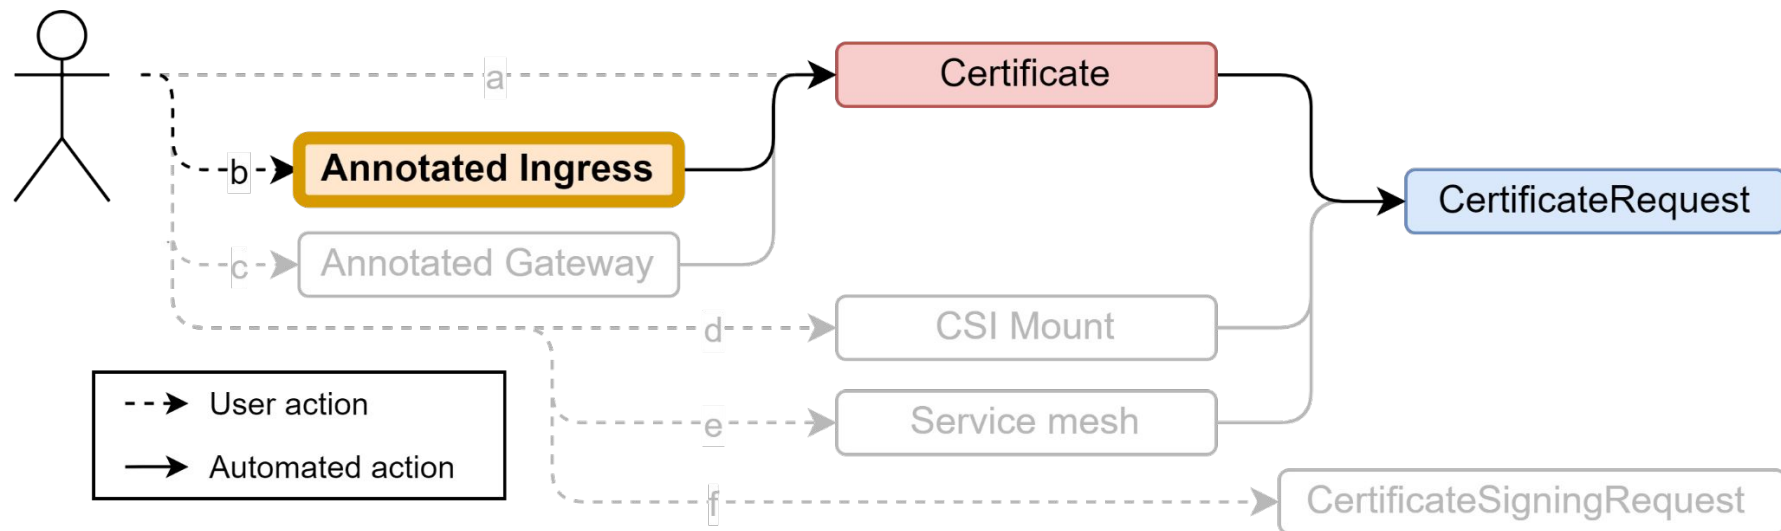 a
Certificate
b
Annotated Ingress
CertificateRequest
c
Annotated Gateway
d
CSI Mount
User action
e
Service mesh
Automated action
f
CertificateSigningRequest